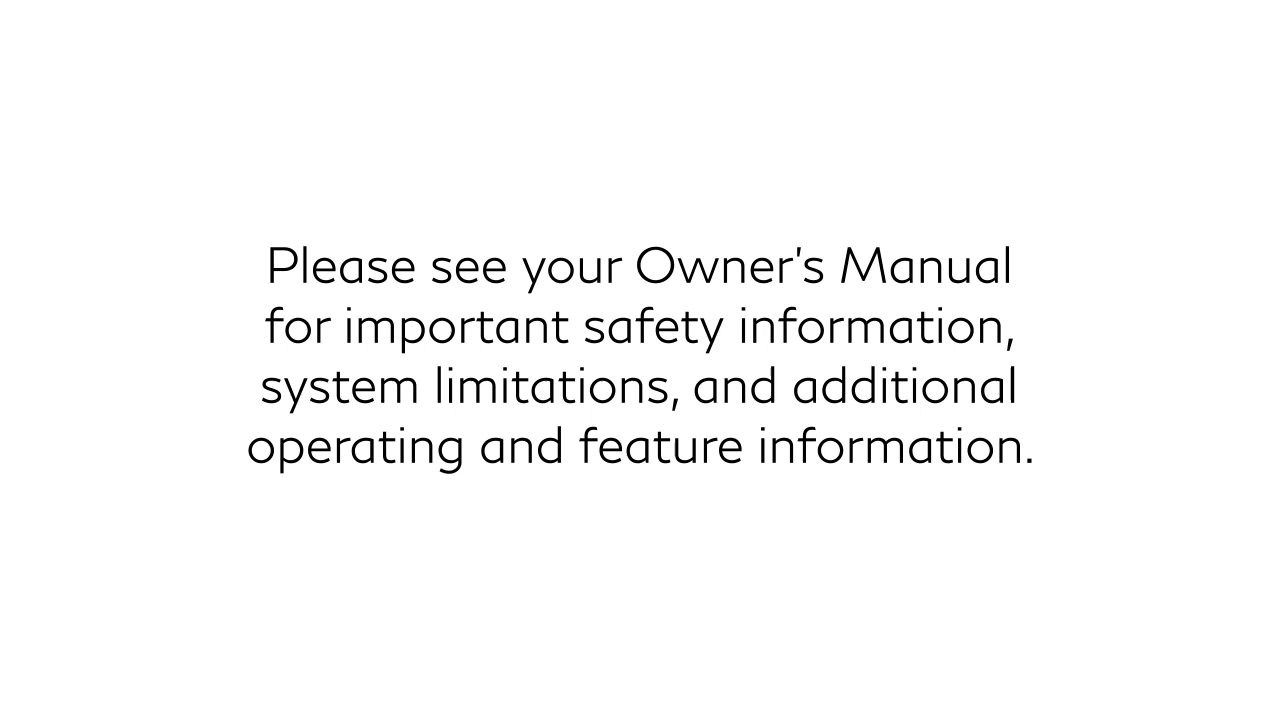 Please see your Owner's Manual
for important safety information,
system limitations, and additional
operating and feature information.